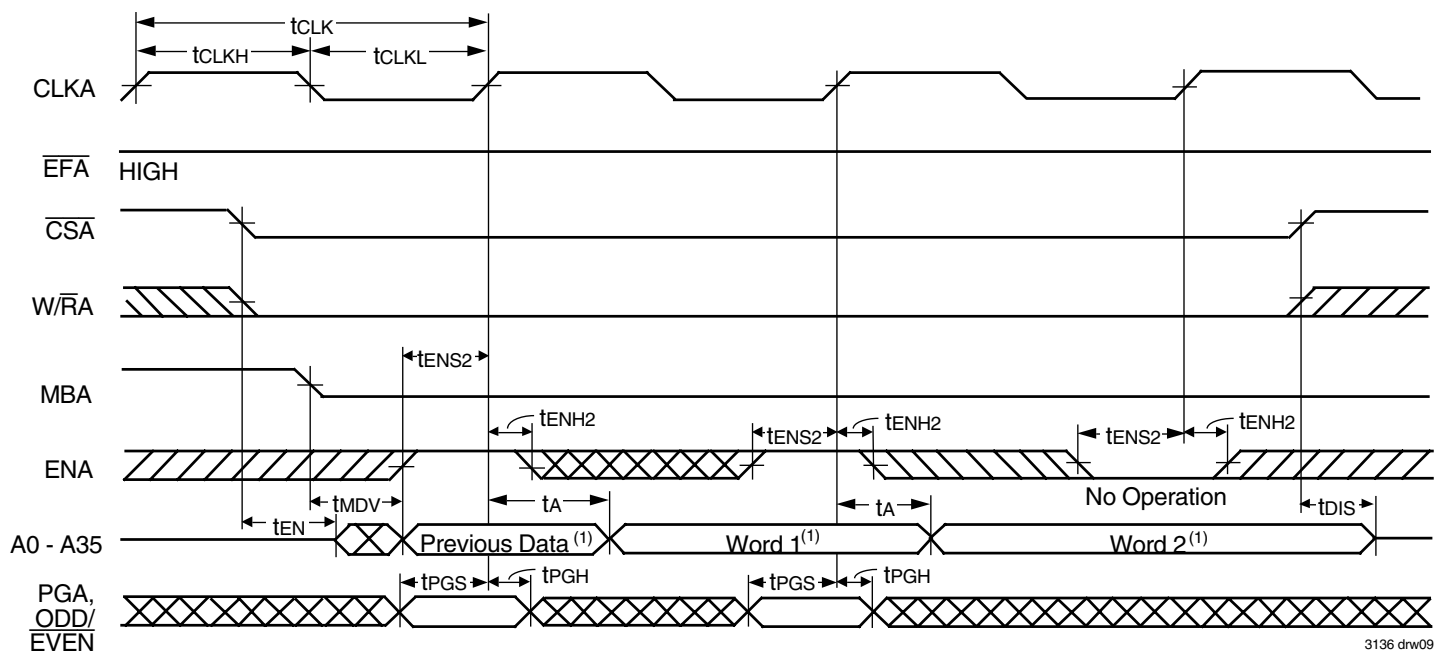 tCLK
tCLKH tCLKL
CLKA
EFA HIGH
CSA
W/RA
tENS2
MBA
tENH2 tENS2 tENH2 tENS2 tENH2
ENA
No Operation
tMDV tA tA tDIS
tEN
A0 - A35 Previous Data (1) Word 1(1) Word 2(1)
tPGS tPGH tPGS tPGH
PGA,
ODD/
EVEN
3136 drw09